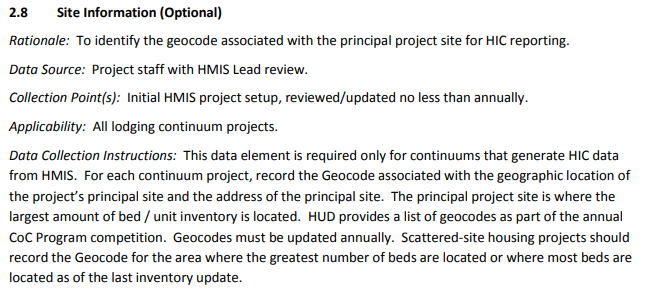 2.8 Site Information (Optional)
Rationale: To identify the geocode associated with the principal project site for HIC reporting.
Data Source: Project staff with HMIS Lead review.
Collection Point(s): Initial HMIS project setup, reviewed/updated no less than annually.
Applicability: All lodging continuum projects.
Data Collection Instructions: This data element is required only for continuums that generate HIC data
from HMIS. For each continuum project, record the Geocode associated with the geographic location of
the project's principal site and the address of the principal site. The principal project site is where the
largest amount of bed / unit inventory is located. HUD provides a list of geocodes as part of the annual
CoC Program competition. Geocodes must be updated annually. Scattered-site housing projects should
record the Geocode for the area where the greatest number of beds are located or where most beds are
located as of the last inventory update.